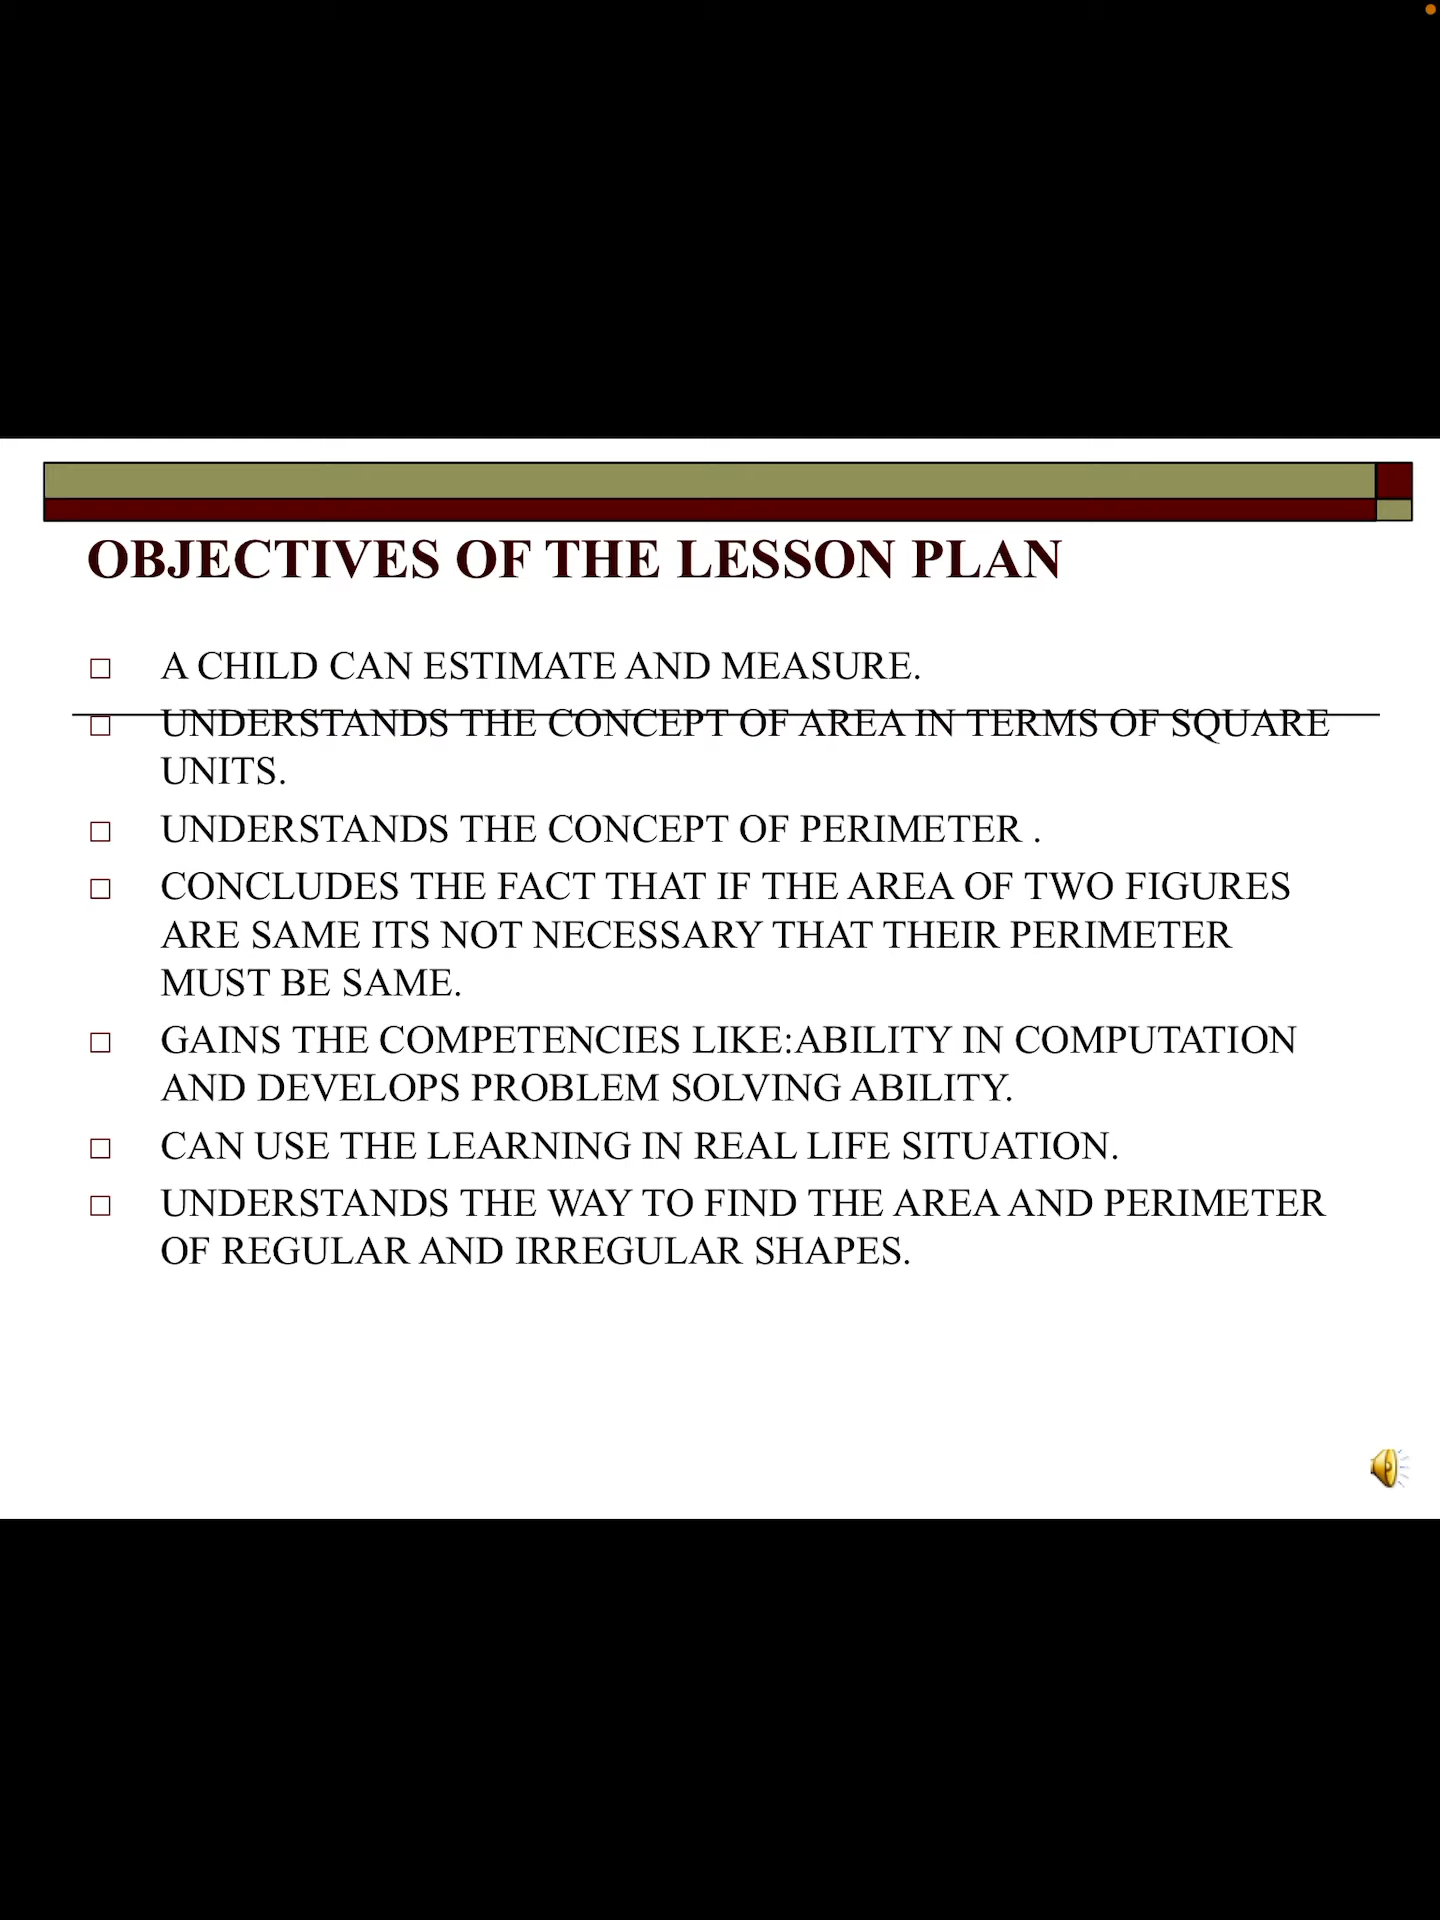 OBJECTIVES OF THE LESSON PLAN
A CHILD CAN ESTIMATE AND MEASURE.
UNDERSTANDS THE CONCEPT OF AREA IN TERMS OF SQUARE
UNITS.
UNDERSTANDS THE CONCEPT OF PERIMETER .
CONCLUDES THE FACT THAT IF THE AREA OF TWO FIGURES
ARE SAME ITS NOT NECESSARY THAT THEIR PERIMETER
MUST BE SAME.
GAINS THE COMPETENCIES LIKE:ABILITY IN COMPUTATION
AND DEVELOPS PROBLEM SOLVING ABILITY.
CAN USE THE LEARNING IN REAL LIFE SITUATION.
UNDERSTANDS THE WAY TO FIND THE AREA AND PERIMETER
OF REGULAR AND IRREGULAR SHAPES.